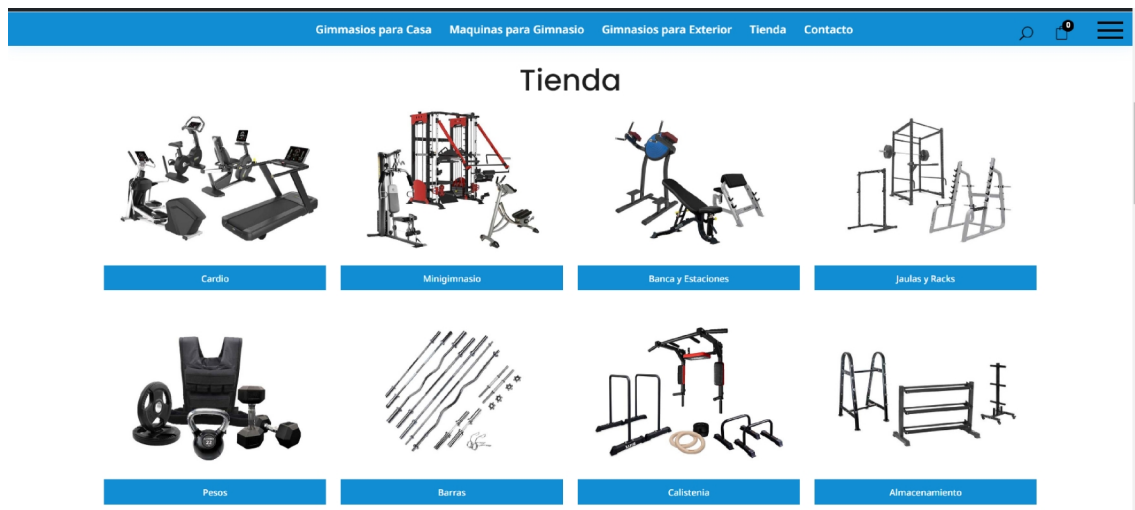 Gimmasios para Casa Maquinas para Gimnasio Gimnasios para Exterior Tienda Contacto 0
Tienda
Cardio Minigimnasio Banca y Estaciones Jaulas y Racks
Pesos Barras Calistenia Almacenamiento